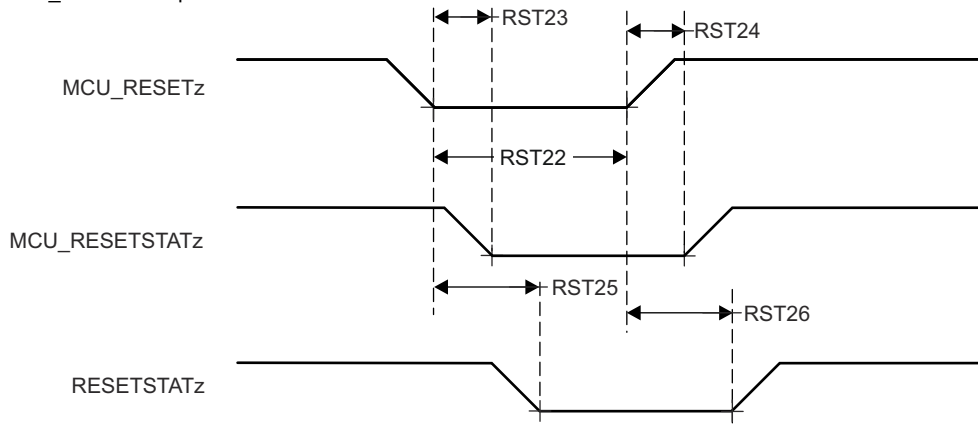 RST23
RST24
MCU_RESETz
RST22
MCU_RESETSTATz
RST25
RST26
RESETSTATz